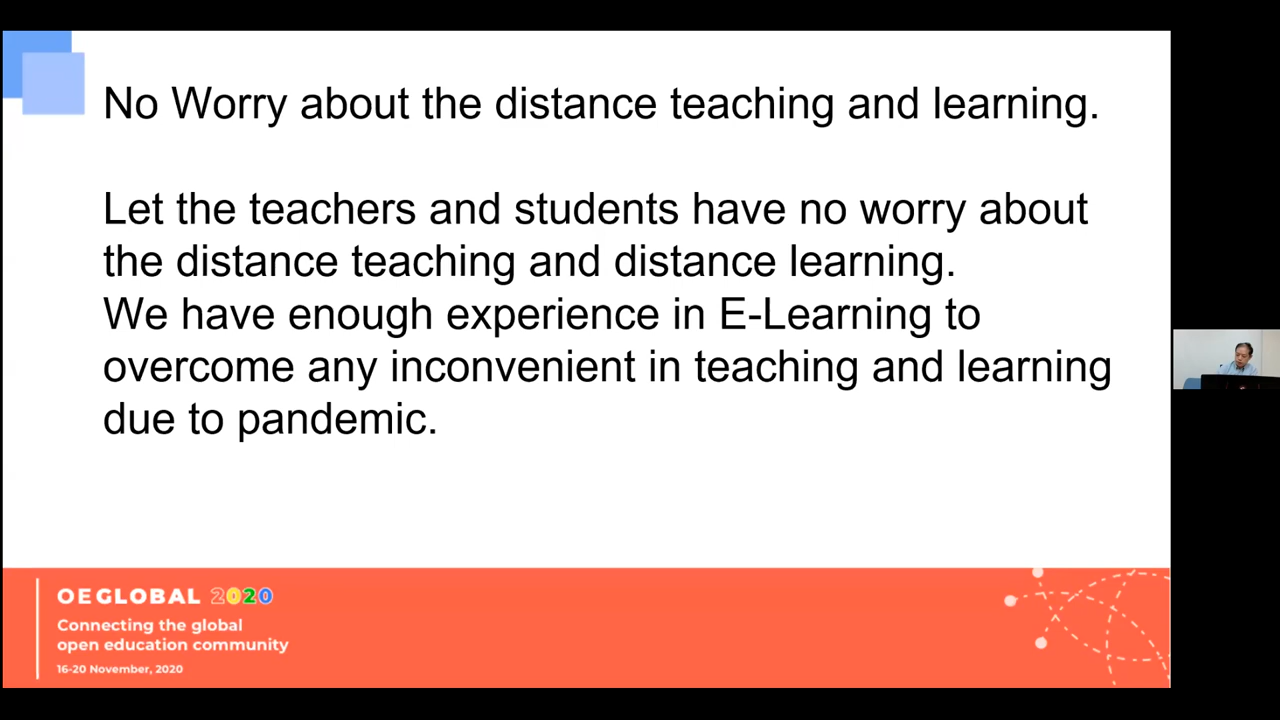 No Worry about the distance teaching and learning.
Let the teachers and students have no worry about
the distance teaching and distance learning.
We have enough experience in E-Learning to
overcome any inconvenient in teaching and learning
due to pandemic.
OEGLOBAL 2020
Connecting the global
open education community
16-20 November, 2020